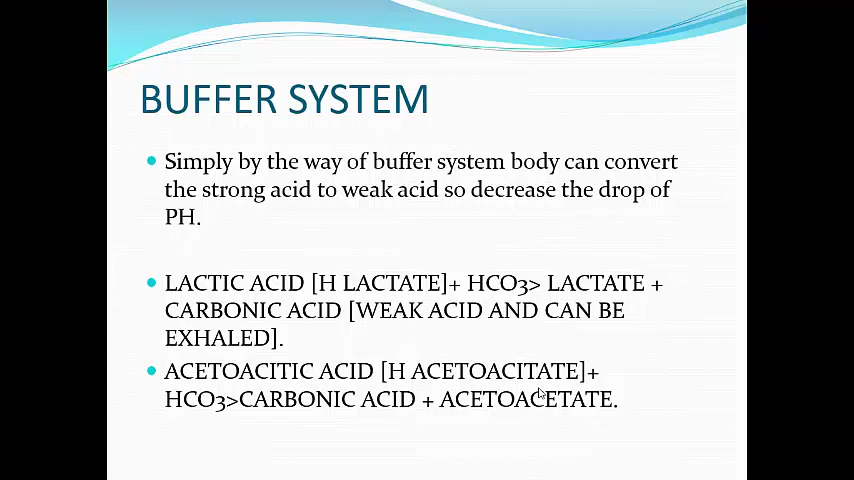 BUFFER SYSTEM
Simply by the way of buffer system body can convert
the strong acid to weak acid so decrease the drop of
PH.
LACTIC ACID [H LACTATE]+ HCO3> LACTATE +
CARBONIC ACID [WEAK ACID AND CAN BE
EXHALED].
ACETOACITIC ACID [H ACETOACITATE]+
HCO3>CARBONIC ACID + ACETOACETATE.